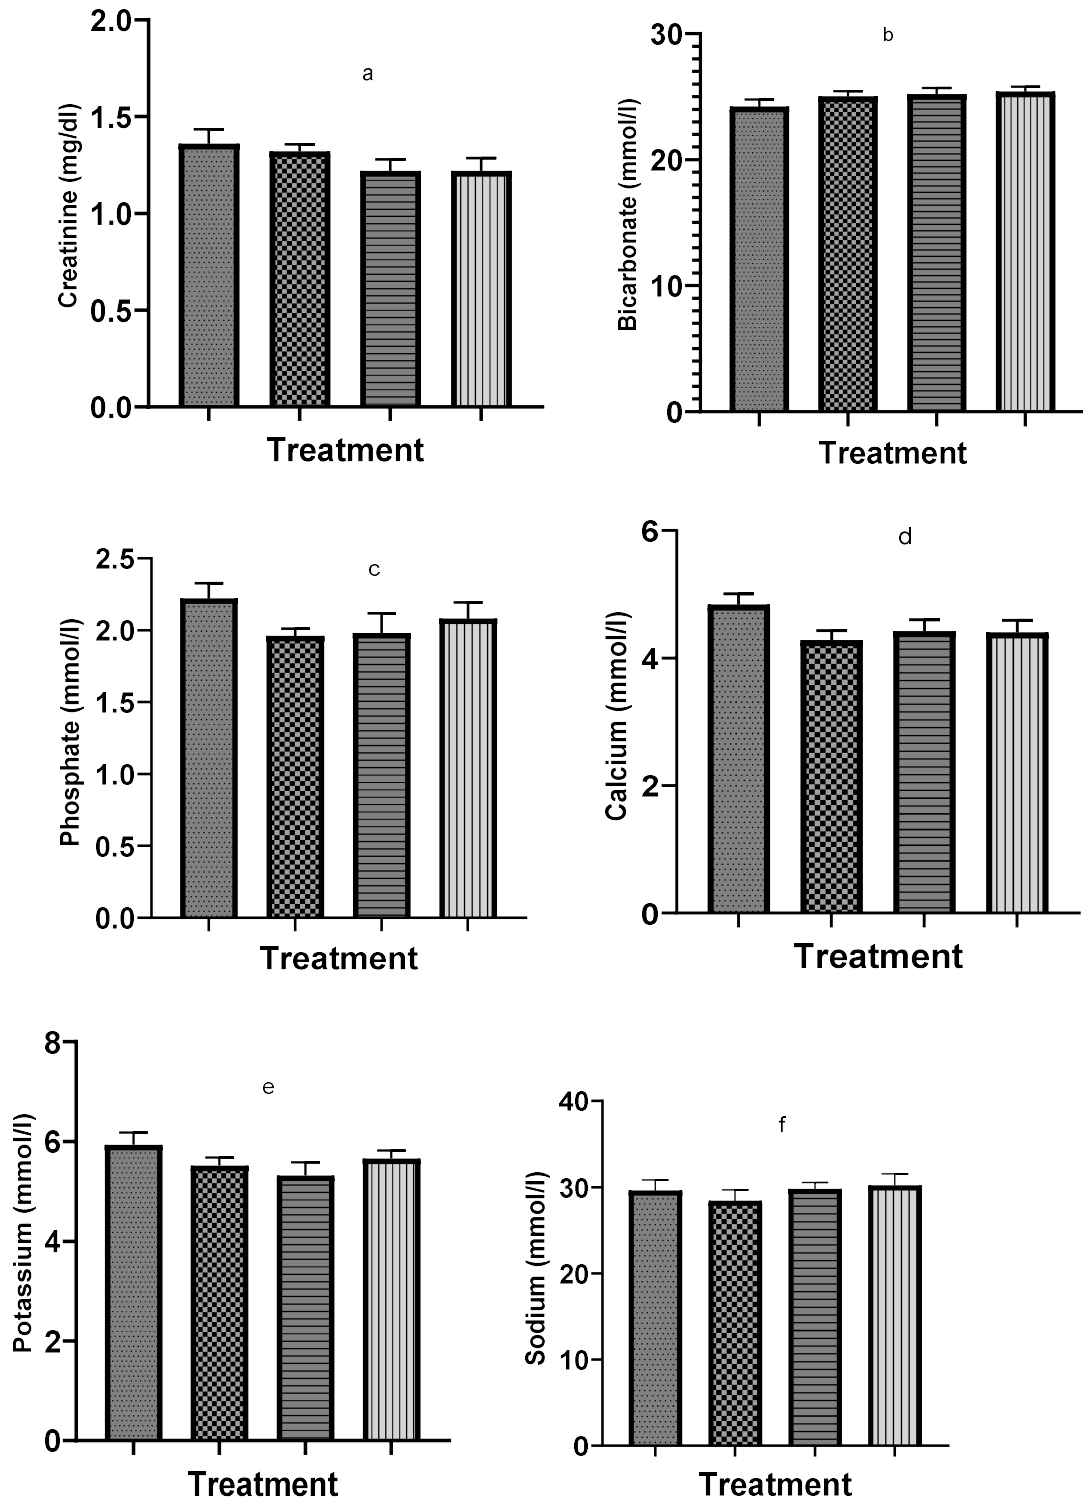 a
Creatinine (mg/dl)
2.0
1.5
1.0
0.5
0.0
Treatment
b
Bicarbonate (mmol/l)
30
20
10
0
Treatment
c
Phosphate (mmol/l)
2.5
2.0
1.5
1.0
0.5
0.0
Treatment
d
Calcium (mmol/l)
6
4
2
0
Treatment
e
Potassium (mmol/l)
8
6
4
2
0
Treatment
f
Sodium (mmol/l)
40
30
20
10
0
Treatment